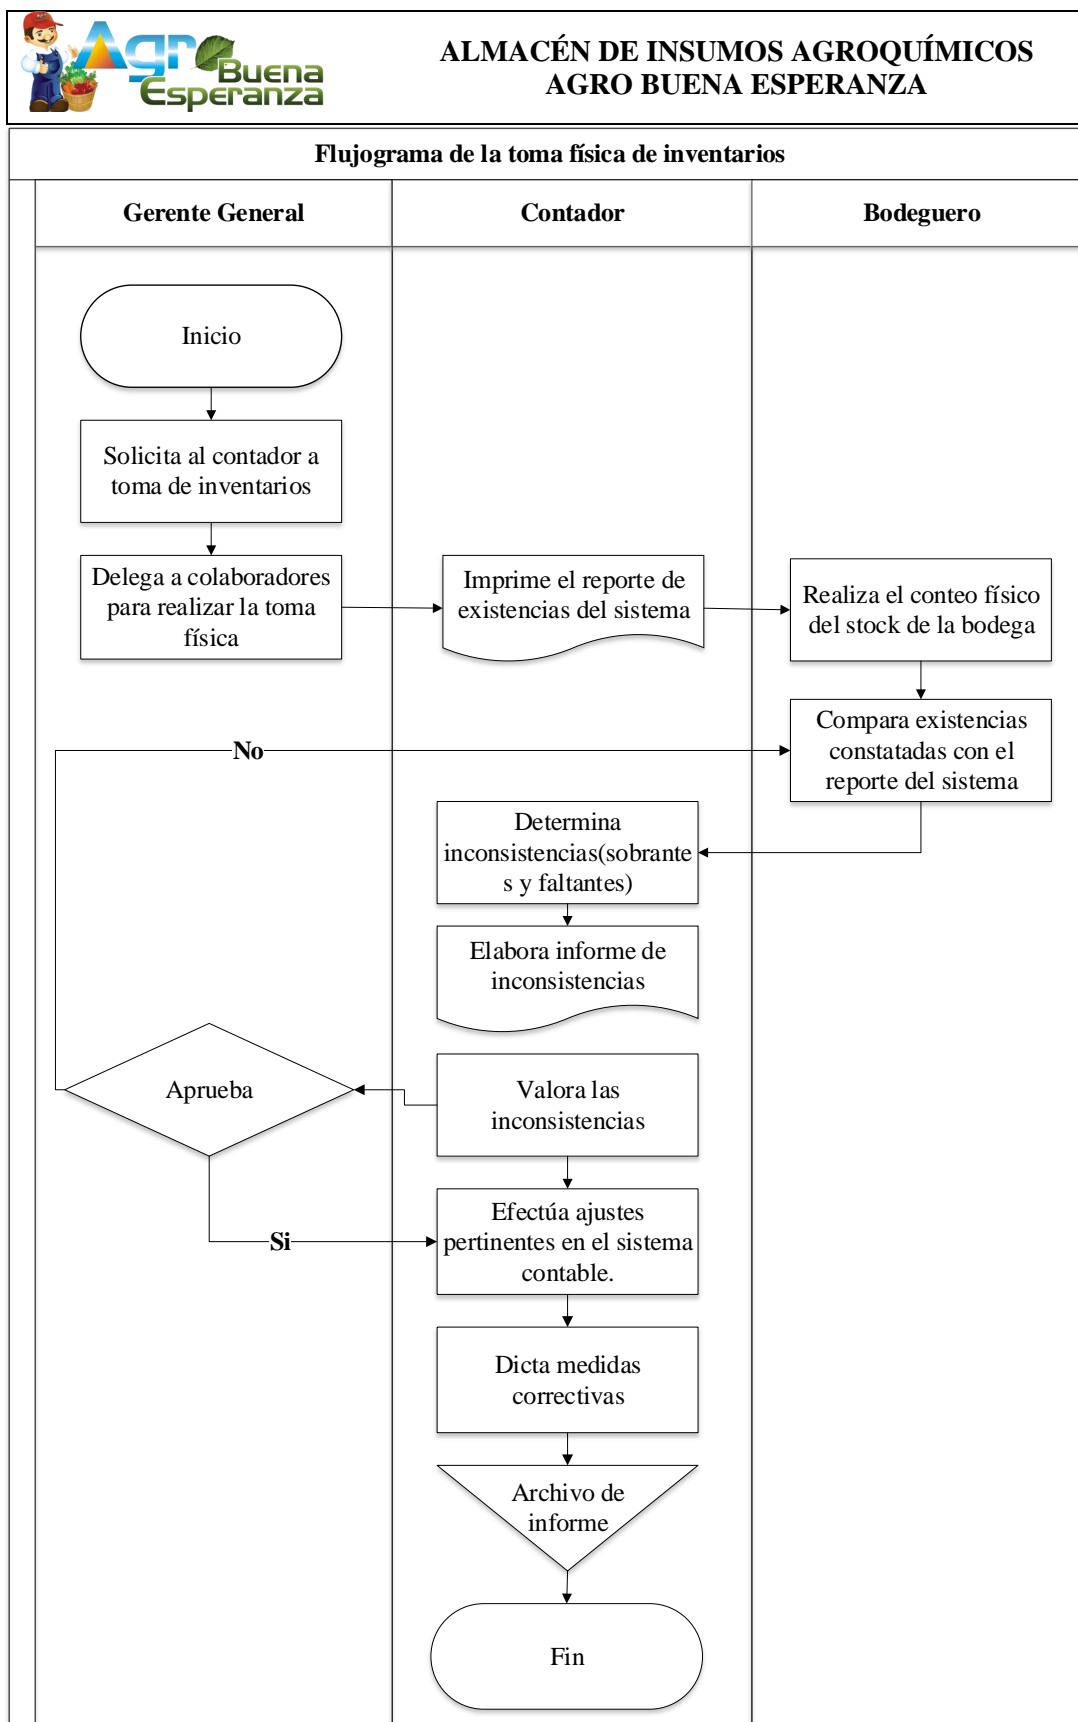 Agro
Buena
Esperanza
ALMACÉN DE INSUMOS AGROQUÍMICOS
AGRO BUENA ESPERANZA
Flujograma de la toma física de inventarios
Gerente General
Contador
Bodeguero
Inicio
Solicita al contador a
toma de inventarios
Delega a colaboradores
para realizar la toma
física
Imprime el reporte de
existencias del sistema
Realiza el conteo físico
del stock de la bodega
Compara existencias
constatadas con el
reporte del sistema
No
Determina
inconsistencias(sobrante
s y faltantes)
Elabora informe de
inconsistencias
Aprueba
Valora las
inconsistencias
Si
Efectúa ajustes
pertinentes en el sistema
contable.
Dicta medidas
correctivas
Archivo de
informe
Fin